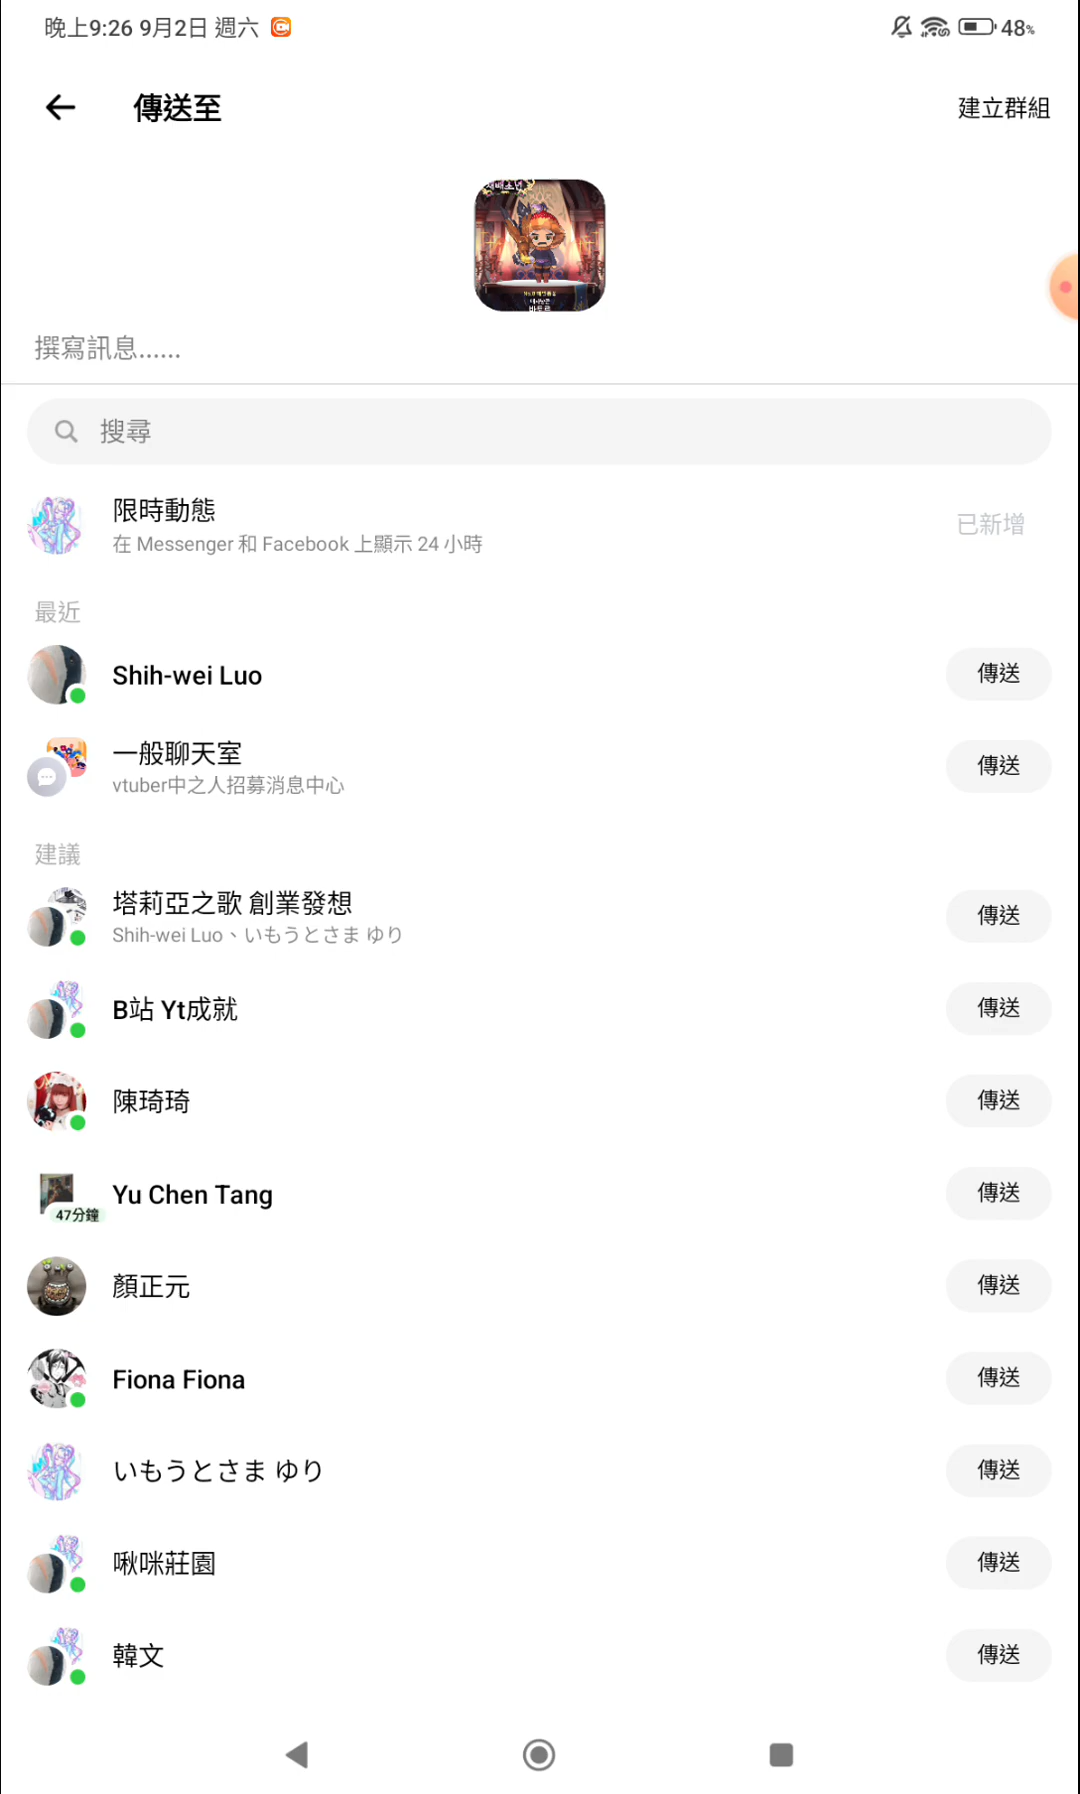 晚上9:26 9月2日 週六
48%
傳送至
建立群組
撰寫訊息......
搜尋
限時動態
在 Messenger 和 Facebook 上顯示 24 小時
已新增
最近
Shih-wei Luo
傳送
一般聊天室
vtuber中之人招募消息中心
傳送
建議
塔莉亞之歌 創業發想
Shih-wei Luo、いもうとさま ゆり
傳送
B站 Yt成就
傳送
陳琦琦
傳送
47分鐘
Yu Chen Tang
傳送
顏正元
傳送
Fiona Fiona
傳送
いもうとさま ゆり
傳送
啾咪莊園
傳送
韓文
傳送